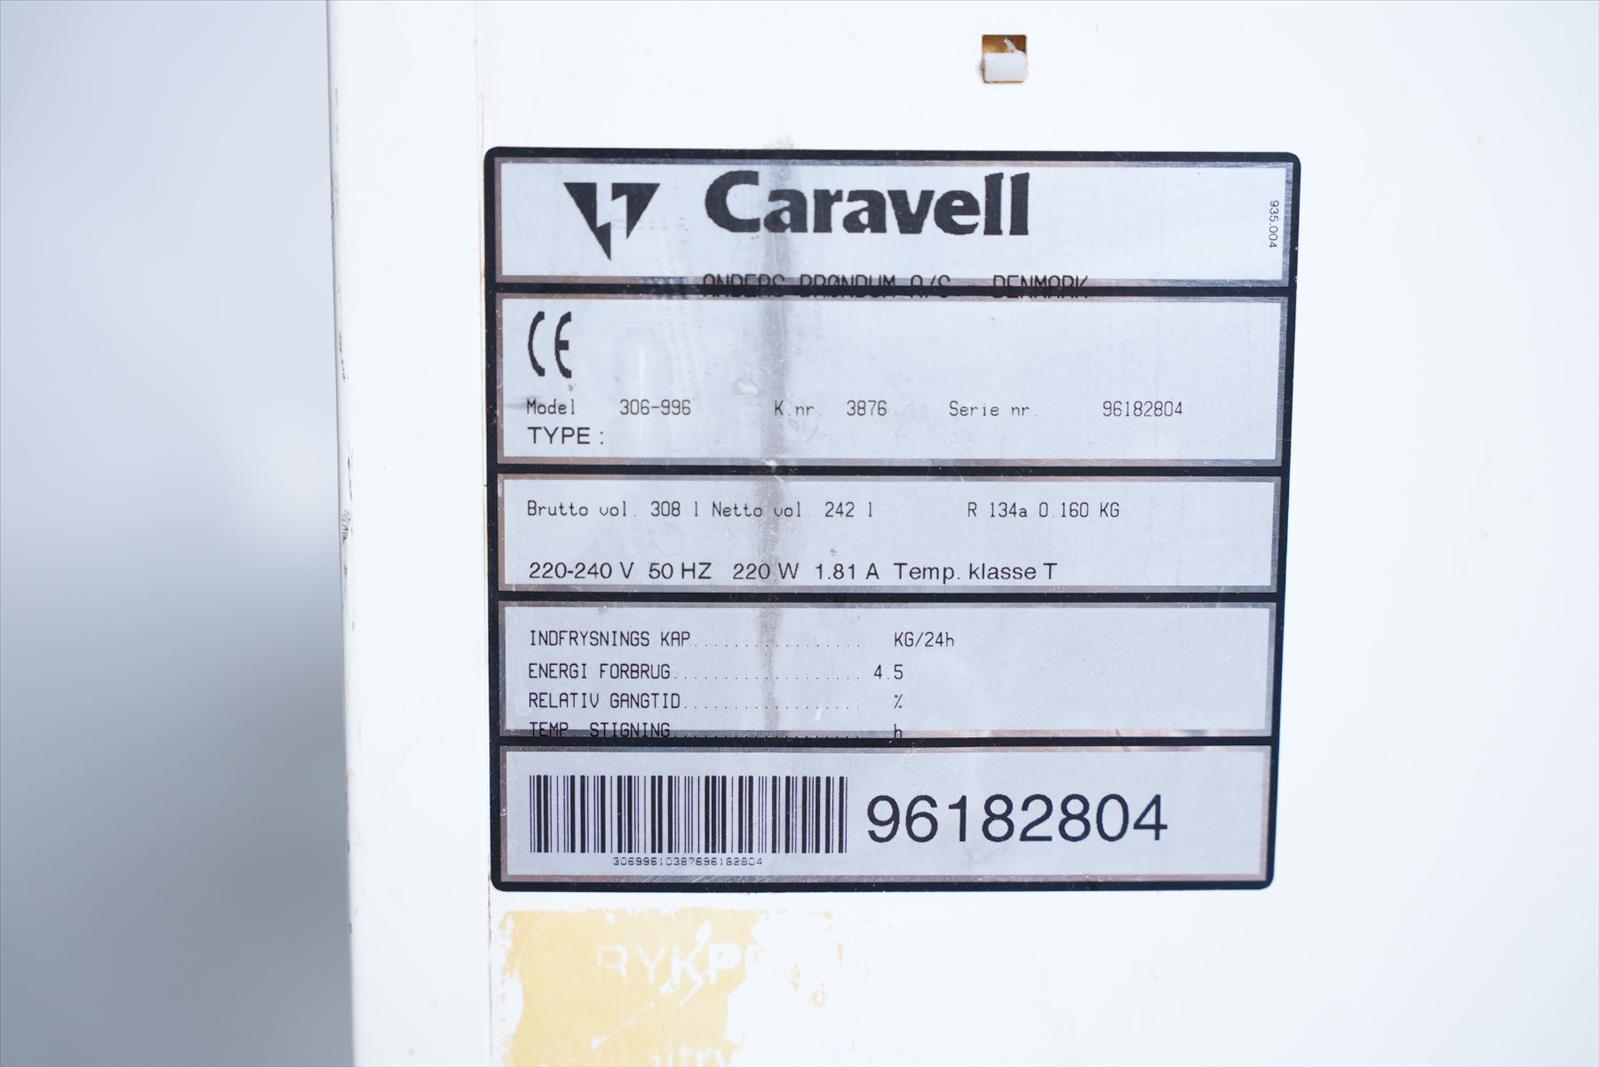 Caravell
935.004
ANDERS BRØNDUM A/S DENMARK
CE
Model 306-996 K.nr. 3876 Serie nr. 96182804
TYPE :
Brutto vol. 308 l Netto vol. 242 l R 134a 0.160 KG
220-240 V 50 HZ 220 W 1.81 A Temp. klasse T
INDFRYSNINGS KAP................. KG/24h
ENERGI FORBRUG................... 4.5
RELATIV GANGTID.................. %
TEMP. STIGNING................... h
96182804
30699610387696182804